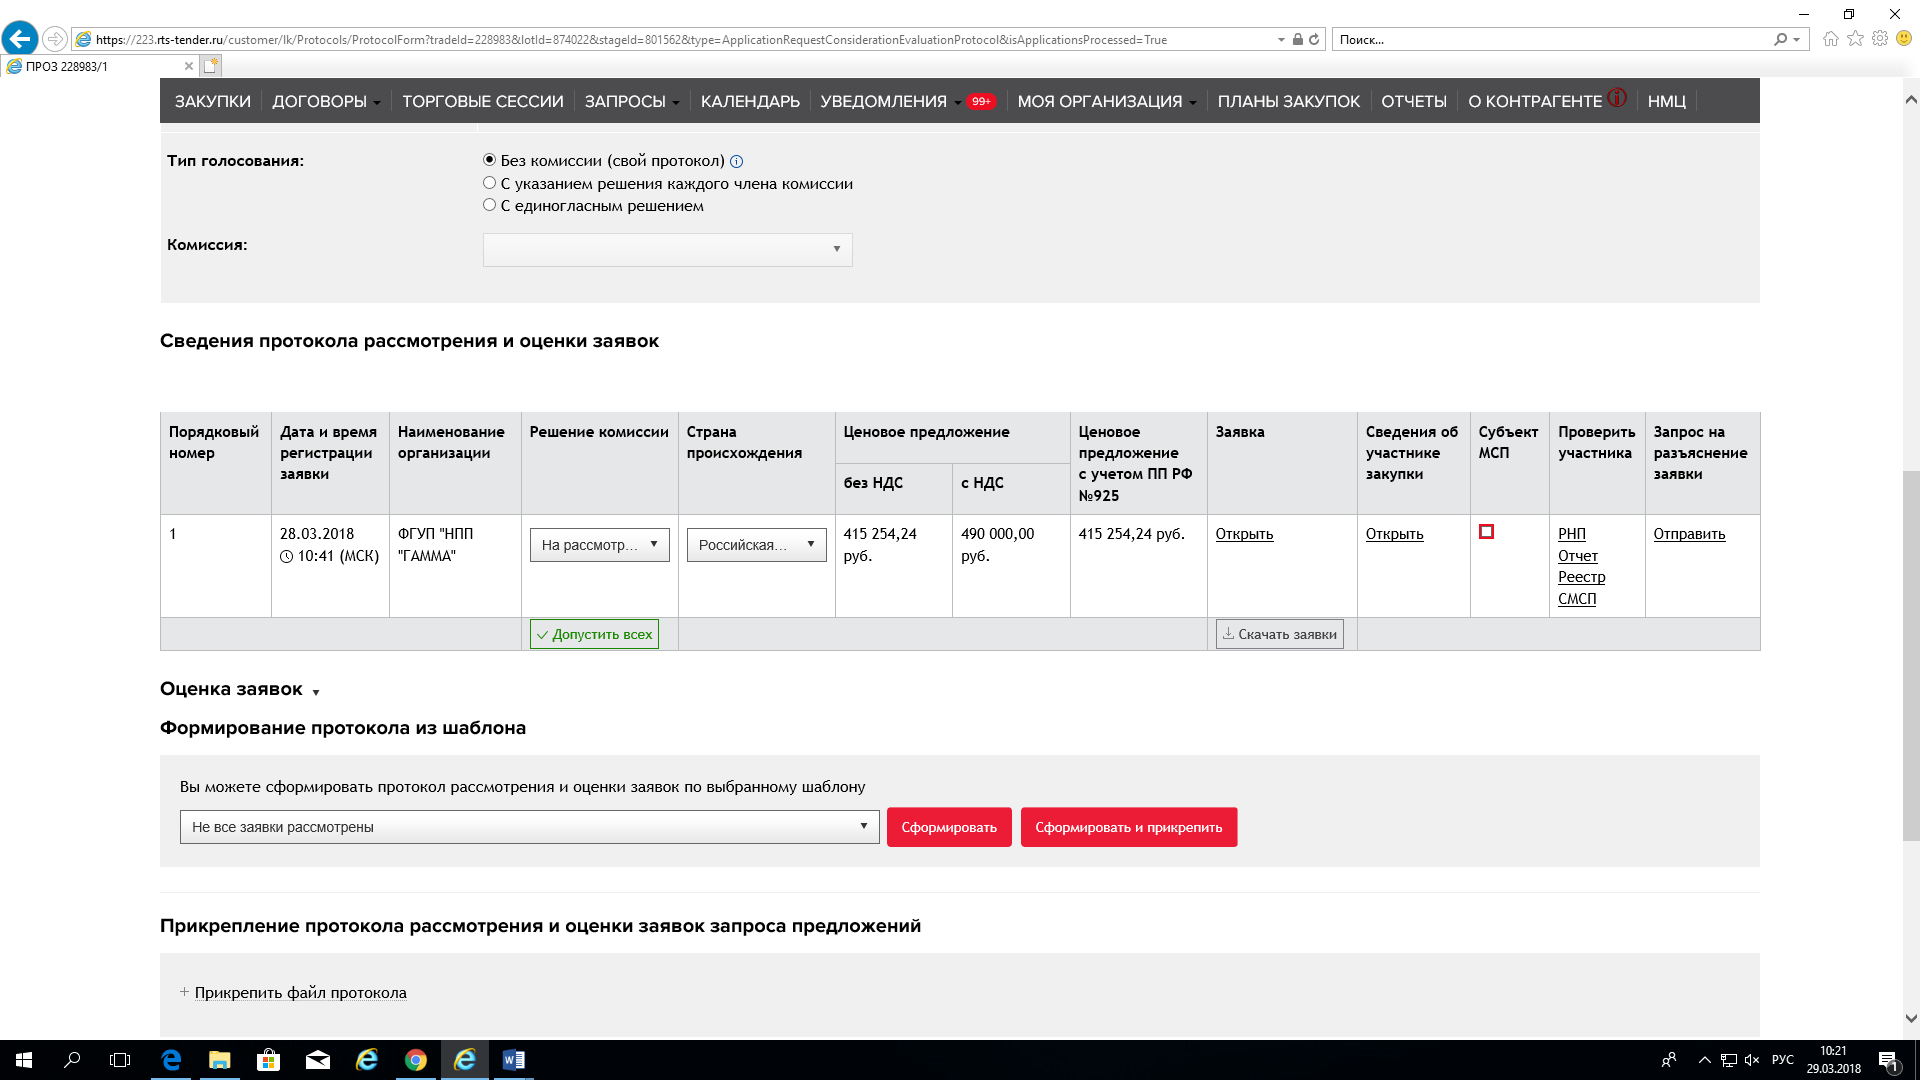 https://223.rts-tender.ru/customer/lk/Protocols/ProtocolForm?tradeId=228983&lotId=874022&stageId=801562&type=ApplicationRequestConsiderationEvaluationProtocol&isApplicationsProcessed=True
Поиск...
ПРОЗ 228983/1
ЗАКУПКИ ДОГОВОРЫ ТОРГОВЫЕ СЕССИИ ЗАПРОСЫ КАЛЕНДАРЬ УВЕДОМЛЕНИЯ 99+ МОЯ ОРГАНИЗАЦИЯ ПЛАНЫ ЗАКУПОК ОТЧЕТЫ О КОНТРАГЕНТЕ НМЦ
Тип голосования:
Без комиссии (свой протокол)
С указанием решения каждого члена комиссии
С единогласным решением
Комиссия:
Сведения протокола рассмотрения и оценки заявок
Порядковый номер
Дата и время регистрации заявки
Наименование организации
Решение комиссии
Страна происхождения
Ценовое предложение
без НДС
с НДС
Ценовое предложение с учетом ПП РФ №925
Заявка
Сведения об участнике закупки
Субъект МСП
Проверить участника
Запрос на разъяснение заявки
1
28.03.2018
10:41 (МСК)
ФГУП "НПП "ГАММА"
На рассмотр...
Российская...
415 254,24 руб.
490 000,00 руб.
415 254,24 руб.
Открыть
Открыть
РНП
Отчет
Реестр СМСП
Отправить
Допустить всех
Скачать заявки
Оценка заявок
Формирование протокола из шаблона
Вы можете сформировать протокол рассмотрения и оценки заявок по выбранному шаблону
Не все заявки рассмотрены
Сформировать
Сформировать и прикрепить
Прикрепление протокола рассмотрения и оценки заявок запроса предложений
+ Прикрепить файл протокола
РУС
10:21
29.03.2018
1